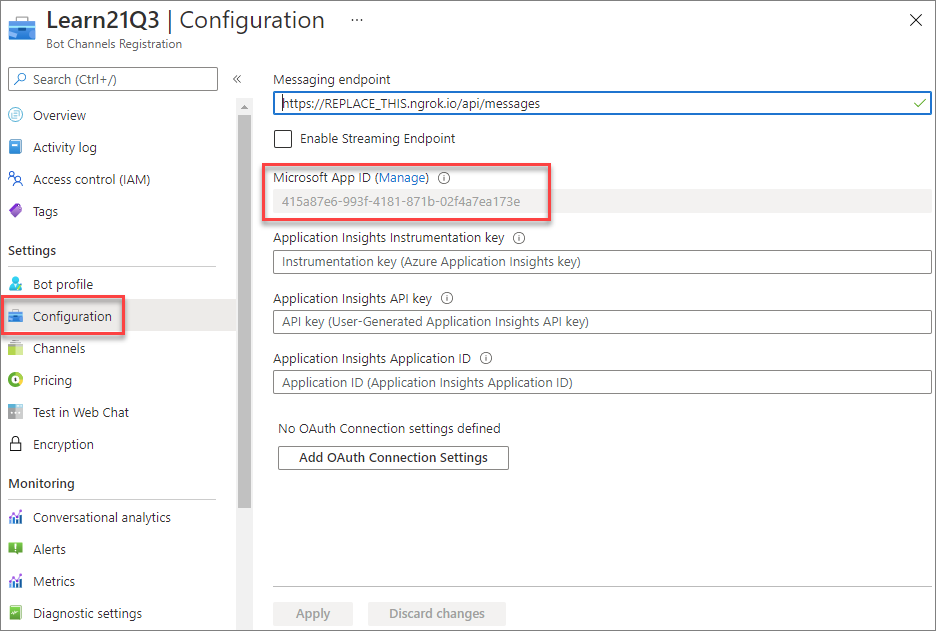 Learn21Q3 | Configuration ...
Bot Channels Registration
Search (Ctrl+/)
Overview
Activity log
Access control (IAM)
Tags
Settings
Bot profile
Configuration
Channels
Pricing
Test in Web Chat
Encryption
Monitoring
Conversational analytics
Alerts
Metrics
Diagnostic settings
Messaging endpoint
https://REPLACE_THIS.ngrok.io/api/messages
Enable Streaming Endpoint
Microsoft App ID (Manage)
415a87e6-993f-4181-871b-02f4a7ea173e
Application Insights Instrumentation key
Instrumentation key (Azure Application Insights key)
Application Insights API key
API key (User-Generated Application Insights API key)
Application Insights Application ID
Application ID (Application Insights Application ID)
No OAuth Connection settings defined
Add OAuth Connection Settings
Apply
Discard changes